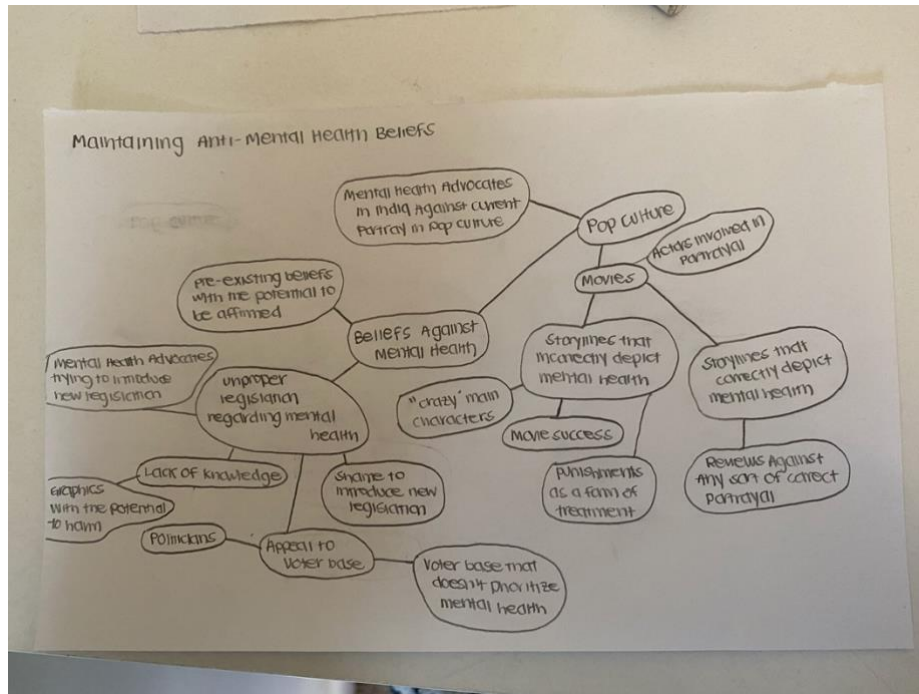 Maintaining Anti-Mental Health Beliefs
Mental Health Advocates
in India Against current
Portray in Pop culture
Pop culture
Actors involved in
Portrayal
Movies
Pre-existing beliefs
with the potential to
be affirmed
Beliefs Against
Mental Health
Storylines that
incorrectly depict
mental health
Storylines that
correctly depict
mental health
Mental Health Advocates
trying to introduce
new legislation
unproper
legislation
regarding mental
health
"crazy" main
characters
Movie success
Punishments
as a form of
treatment
Reviews Against
Any sort of correct
Portrayal
Lack of knowledge
Shame to
introduce new
legislation
Graphics
with the potential
to harm
Politicians
Appeal to
Voter base
Voter base that
doesn't prioritize
mental health